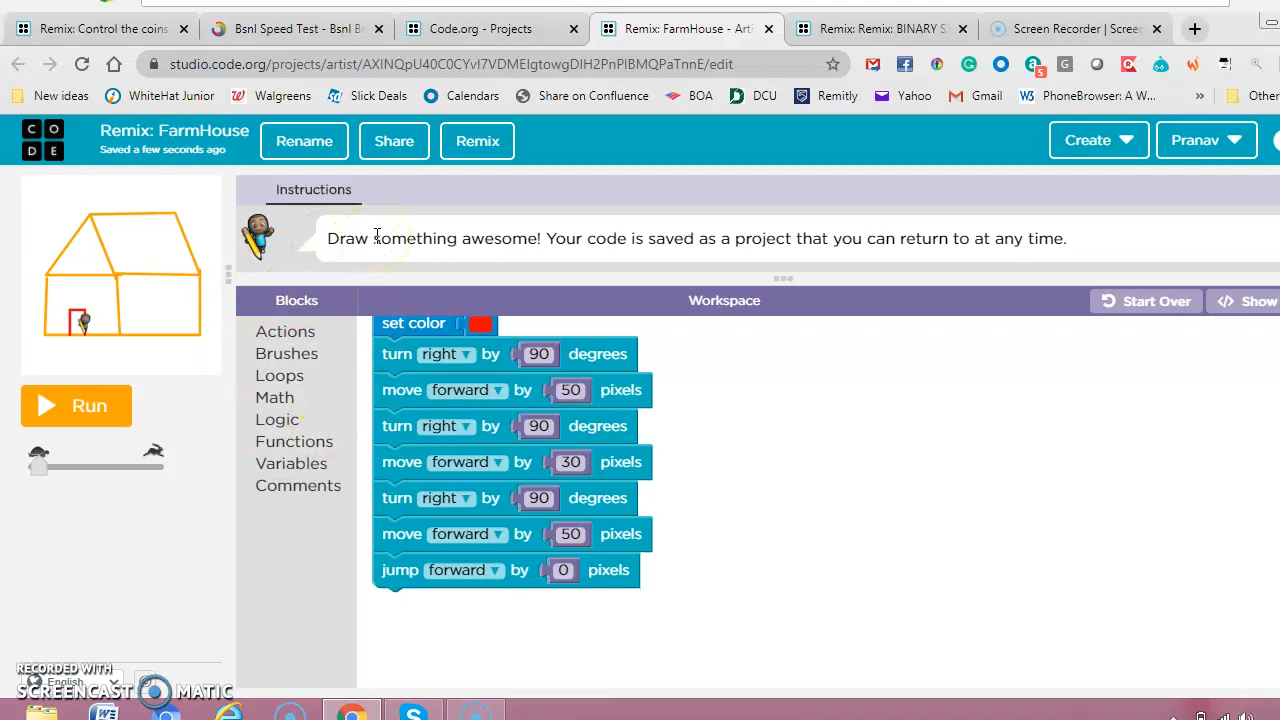 Remix: Control the coins
Bsnl Speed Test - Bsnl B
Code.org - Projects
Remix: FarmHouse - Arti
Remix: Remix: BINARY S
Screen Recorder | Screen
studio.code.org/projects/artist/AXINQpU40C0CYvI7VDMEIgtowgDIH2PnPIBMQPaTnnE/edit
New ideas
WhiteHat Junior
Walgreens
Slick Deals
Calendars
Share on Confluence
BOA
DCU
Remitly
Yahoo
Gmail
PhoneBrowser: A W...
»
Other
C O
D E
Remix: FarmHouse
Saved a few seconds ago
Rename
Share
Remix
Create
Pranav
Instructions
Draw something awesome! Your code is saved as a project that you can return to at any time.
Blocks
Workspace
Start Over
</> Show
Run
Actions
Brushes
Loops
Math
Logic
Functions
Variables
Comments
set color
turn right by 90 degrees
move forward by 50 pixels
turn right by 90 degrees
move forward by 30 pixels
turn right by 90 degrees
move forward by 50 pixels
jump forward by 0 pixels
RECORDED WITH
English
SCREENCAST MATIC